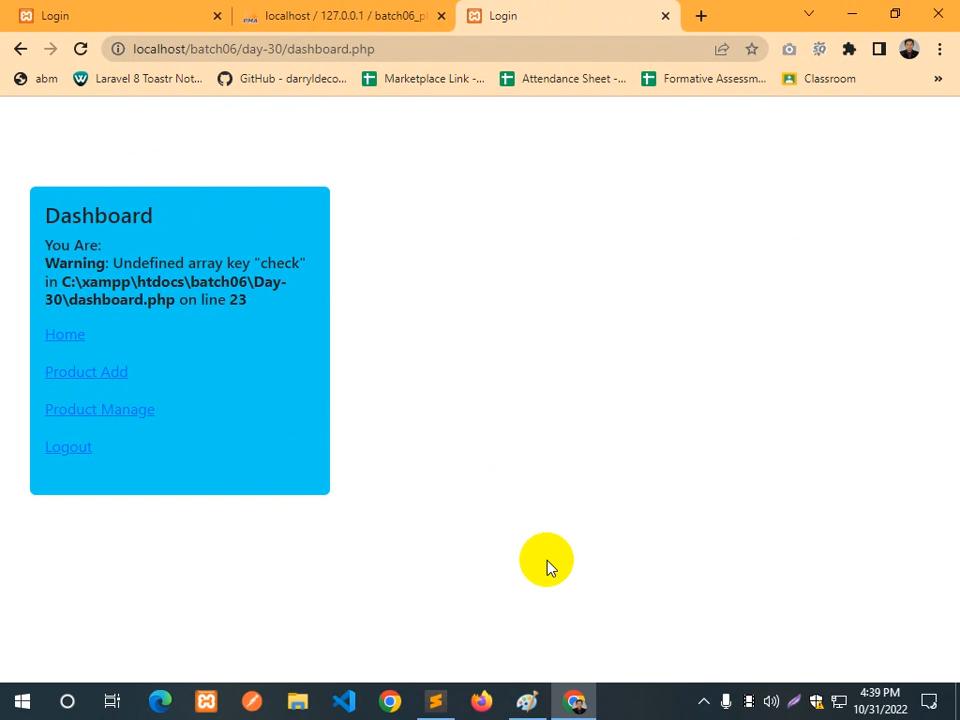 Login
localhost / 127.0.0.1 / batch06_p
Login
localhost/batch06/day-30/dashboard.php
abm
Laravel 8 Toastr Not...
GitHub - darryldeco...
Marketplace Link -...
Attendance Sheet -...
Formative Assessm...
Classroom
»
Dashboard
You Are:
Warning: Undefined array key "check"
in C:\xampp\htdocs\batch06\Day-
30\dashboard.php on line 23
Home
Product Add
Product Manage
Logout
4:39 PM
10/31/2022